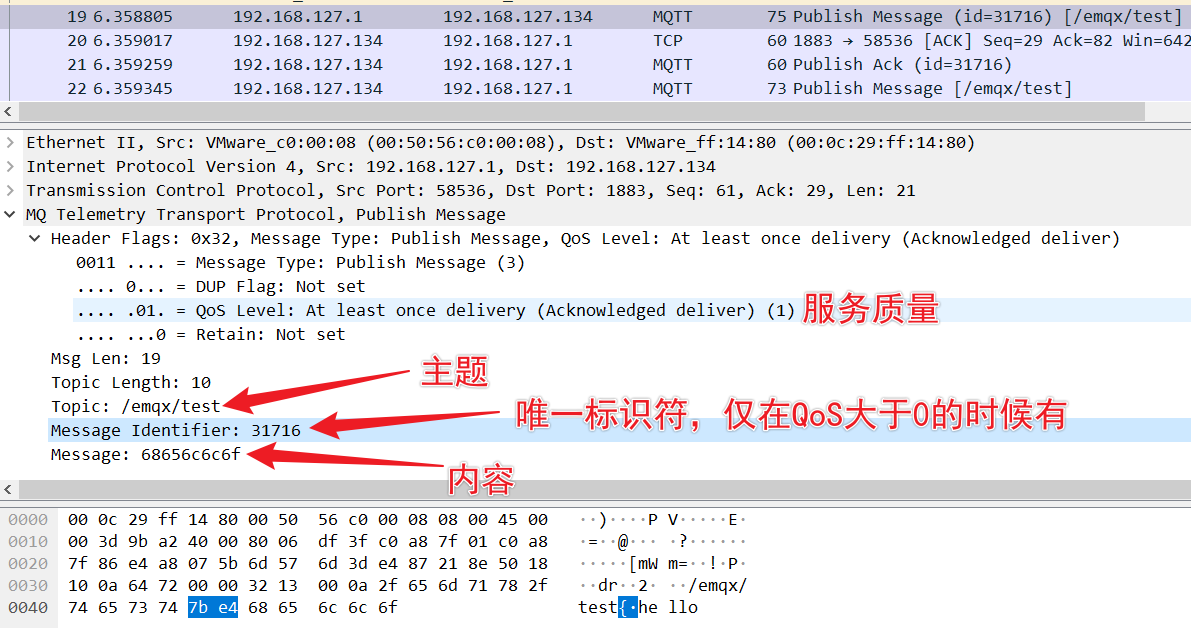 19 6.358805 192.168.127.1 192.168.127.134 MQTT 75 Publish Message (id=31716) [/emqx/test]
20 6.359017 192.168.127.134 192.168.127.1 TCP 60 1883 → 58536 [ACK] Seq=29 Ack=82 Win=642
21 6.359259 192.168.127.134 192.168.127.1 MQTT 60 Publish Ack (id=31716)
22 6.359345 192.168.127.134 192.168.127.1 MQTT 73 Publish Message [/emqx/test]
Ethernet II, Src: VMware_c0:00:08 (00:50:56:c0:00:08), Dst: VMware_ff:14:80 (00:0c:29:ff:14:80)
Internet Protocol Version 4, Src: 192.168.127.1, Dst: 192.168.127.134
Transmission Control Protocol, Src Port: 58536, Dst Port: 1883, Seq: 61, Ack: 29, Len: 21
MQ Telemetry Transport Protocol, Publish Message
Header Flags: 0x32, Message Type: Publish Message, QoS Level: At least once delivery (Acknowledged deliver)
0011 .... = Message Type: Publish Message (3)
.... 0... = DUP Flag: Not set
.... .01. = QoS Level: At least once delivery (Acknowledged deliver) (1) 服务质量
.... ...0 = Retain: Not set
Msg Len: 19
主题
Topic Length: 10
Topic: /emqx/test
唯一标识符，仅在QoS大于0的时候有
Message Identifier: 31716
Message: 68656c6c6f
内容
0000 00 0c 29 ff 14 80 00 50 56 c0 00 08 08 00 45 00 ··)····P V·····E·
0010 00 3d 9b a2 40 00 80 06 df 3f c0 a8 7f 01 c0 a8 ·=··@··· ·?······
0020 7f 86 e4 a8 07 5b 6d 57 6d 3d e4 87 21 8e 50 18 ·····[mW m=··!·P·
0030 10 0a 64 72 00 00 32 13 00 0a 2f 65 6d 71 78 2f ··dr··2· ··/emqx/
0040 74 65 73 74 7b e4 68 65 6c 6c 6f test{·he llo